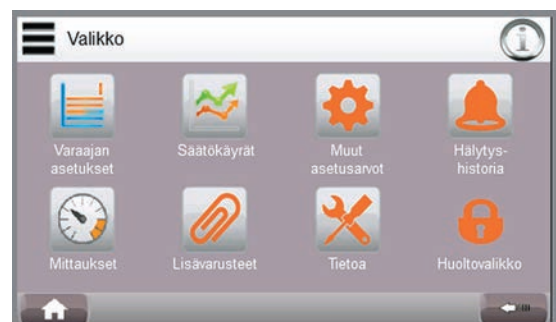 Valikko
Varaajan
asetukset
Säätökäyrät
Muut
asetusarvot
Hälytys-
historia
Mittaukset
Lisävarusteet
Tietoa
Huoltovalikko